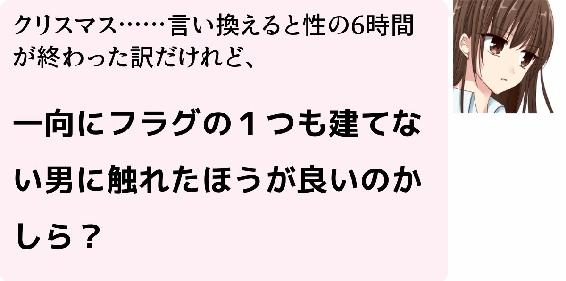 クリスマス……言い換えると性の6時間
が終わった訳だけれど、
一向にフラグの１つも建てな
い男に触れたほうが良いのか
しら？